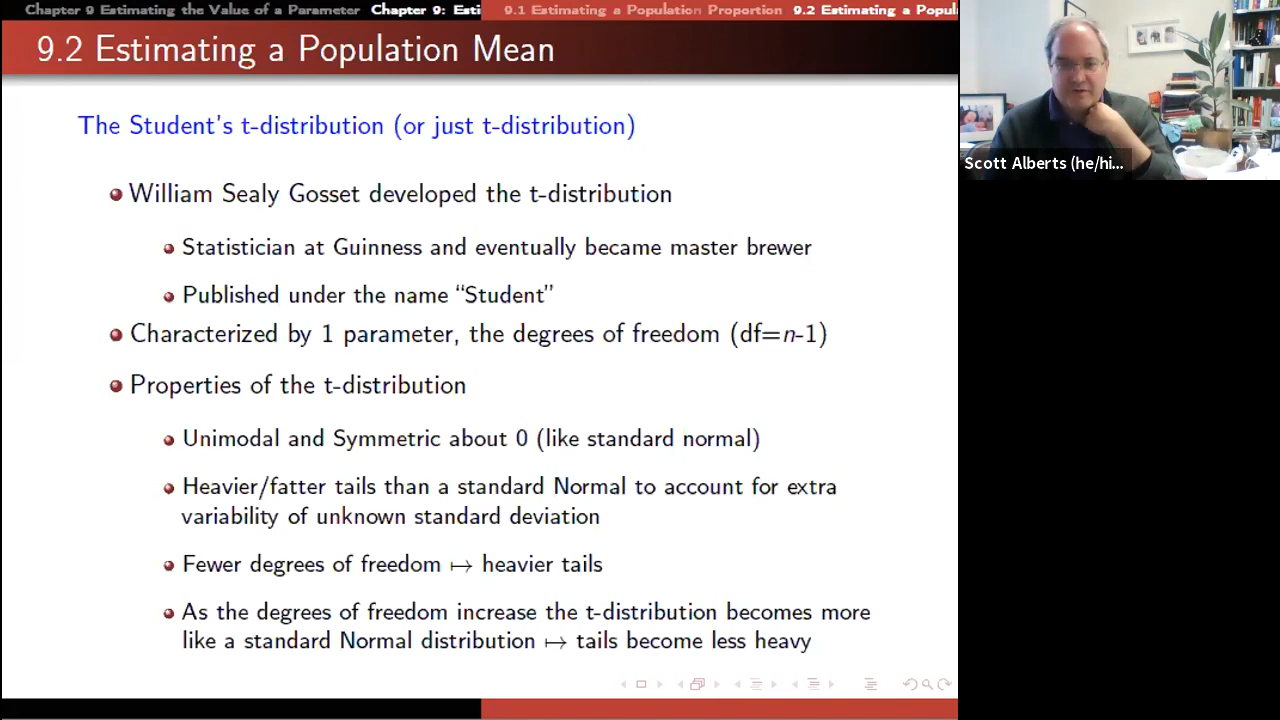 Chapter 9 Estimating the Value of a Parameter Chapter 9: Esti 9.1 Estimating a Population Proportion 9.2 Estimating a Popul
9.2 Estimating a Population Mean
The Student's t-distribution (or just t-distribution)
William Sealy Gosset developed the t-distribution
Statistician at Guinness and eventually became master brewer
Published under the name “Student”
Characterized by 1 parameter, the degrees of freedom (df=n-1)
Properties of the t-distribution
Unimodal and Symmetric about 0 (like standard normal)
Heavier/fatter tails than a standard Normal to account for extra
variability of unknown standard deviation
Fewer degrees of freedom ↦ heavier tails
As the degrees of freedom increase the t-distribution becomes more
like a standard Normal distribution ↦ tails become less heavy
Scott Alberts (he/hi...